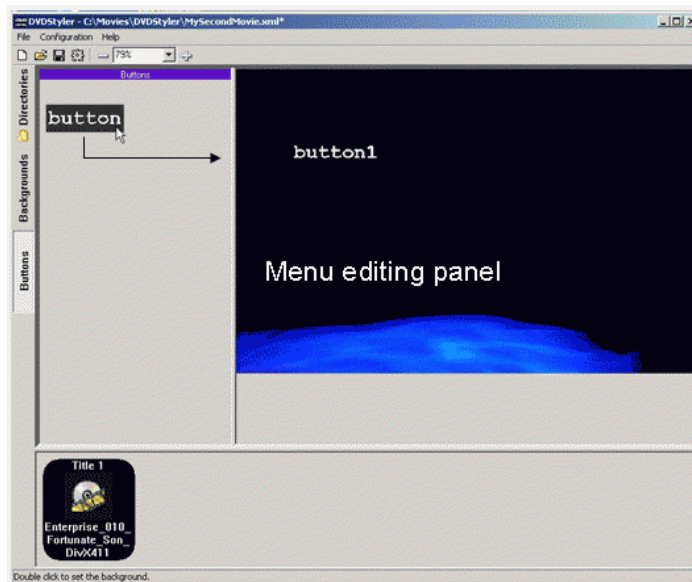 DVDStyler - C:\Movies\DVDStyler\MySecondMovie.xml*
File Configuration Help
79%
Directories
Backgrounds
Buttons
Buttons
button
button1
Menu editing panel
Title 1
Enterprise_010_
Fortunate_Son_
DivX411
Double click to set the background.